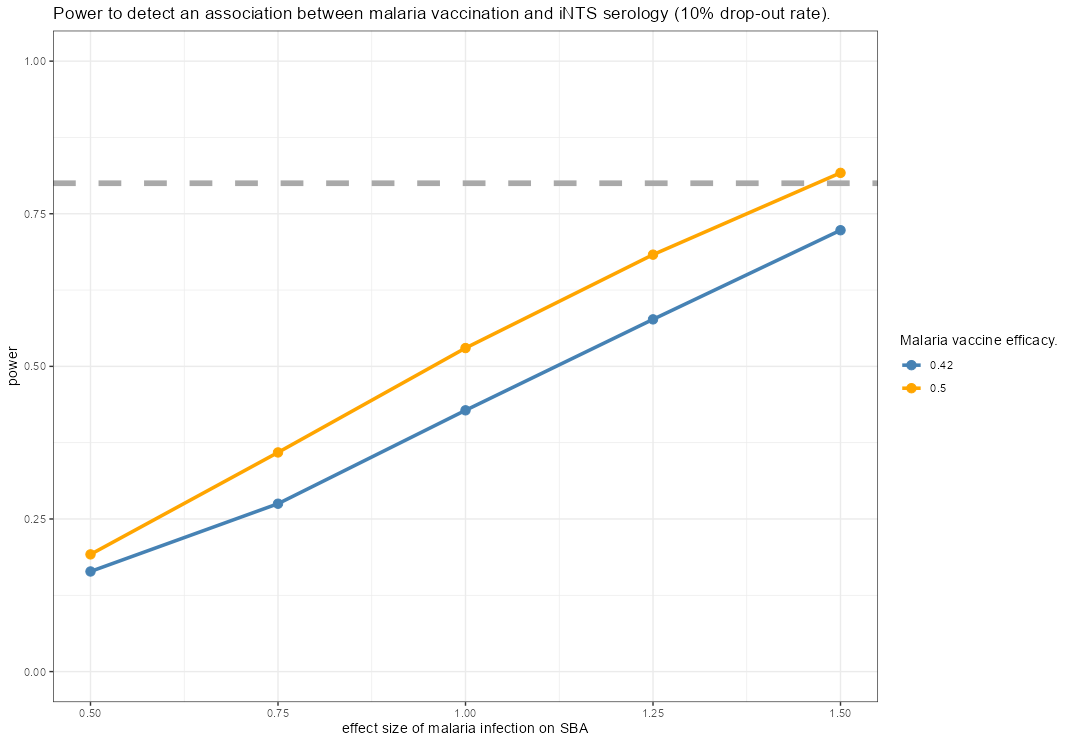 Power to detect an association between malaria vaccination and iNTS serology (10% drop-out rate).
1.00
0.75
0.50
0.25
0.00
power
0.50 0.75 1.00 1.25 1.50
effect size of malaria infection on SBA
Malaria vaccine efficacy.
0.42
0.5